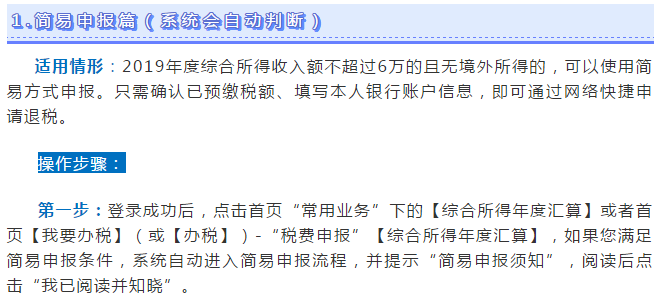 1.简易申报篇（系统会自动判断）
适用情形：2019年度综合所得收入额不超过6万的且无境外所得的，可以使用简
易方式申报。只需确认已预缴税额、填写本人银行账户信息，即可通过网络快捷申
请退税。
操作步骤：
第一步：登录成功后，点击首页“常用业务”下的【综合所得年度汇算】或者首
页【我要办税】（或【办税】）-“税费申报”【综合所得年度汇算】，如果您满足
简易申报条件，系统自动进入简易申报流程，并提示“简易申报须知”，阅读后点
击“我已阅读并知晓”。